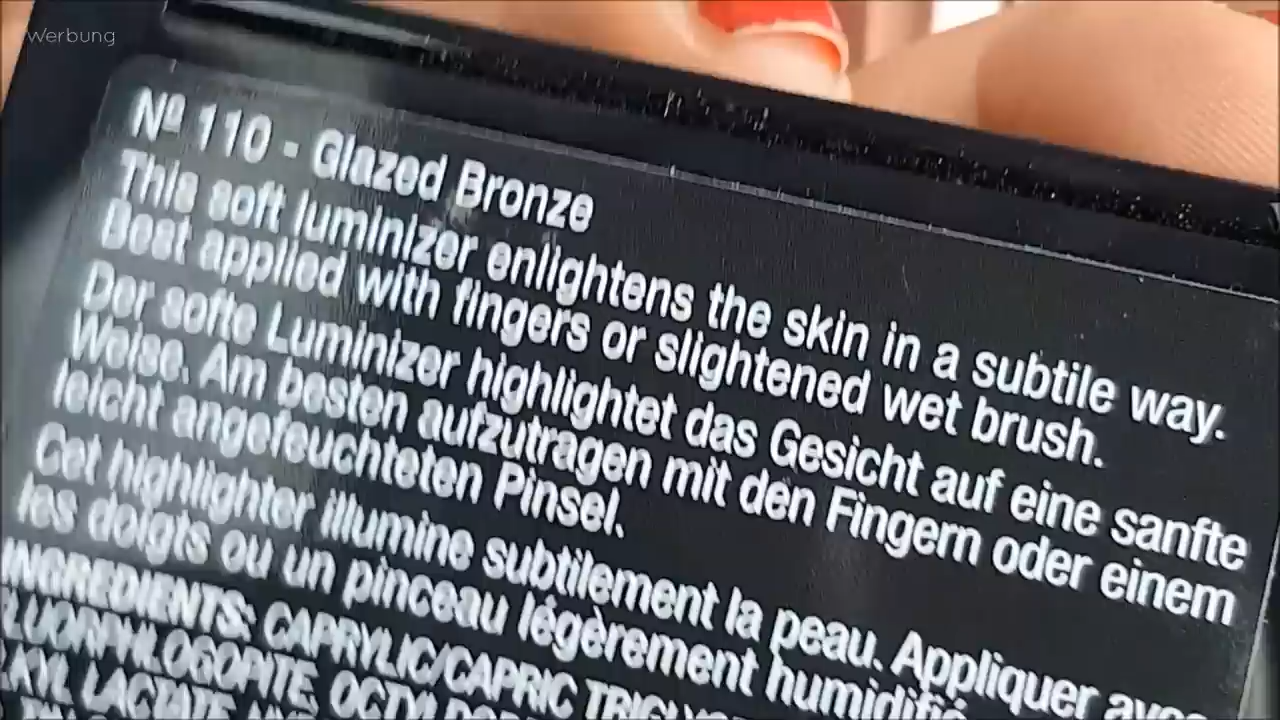 Werbung
Nº 110 - Glazed Bronze
This soft luminizer enlightens the skin in a subtile way.
Best applied with fingers or slightened wet brush.
Der softe Luminizer highlightet das Gesicht auf eine sanfte
Weise. Am besten aufzutragen mit den Fingern oder einem
leicht angefeuchteten Pinsel.
Cet highlighter illumine subtilement la peau. Appliquer avec
les doigts ou un pinceau légèrement humidifié.
INGREDIENTS: CAPRYLIC/CAPRIC
LACTATE